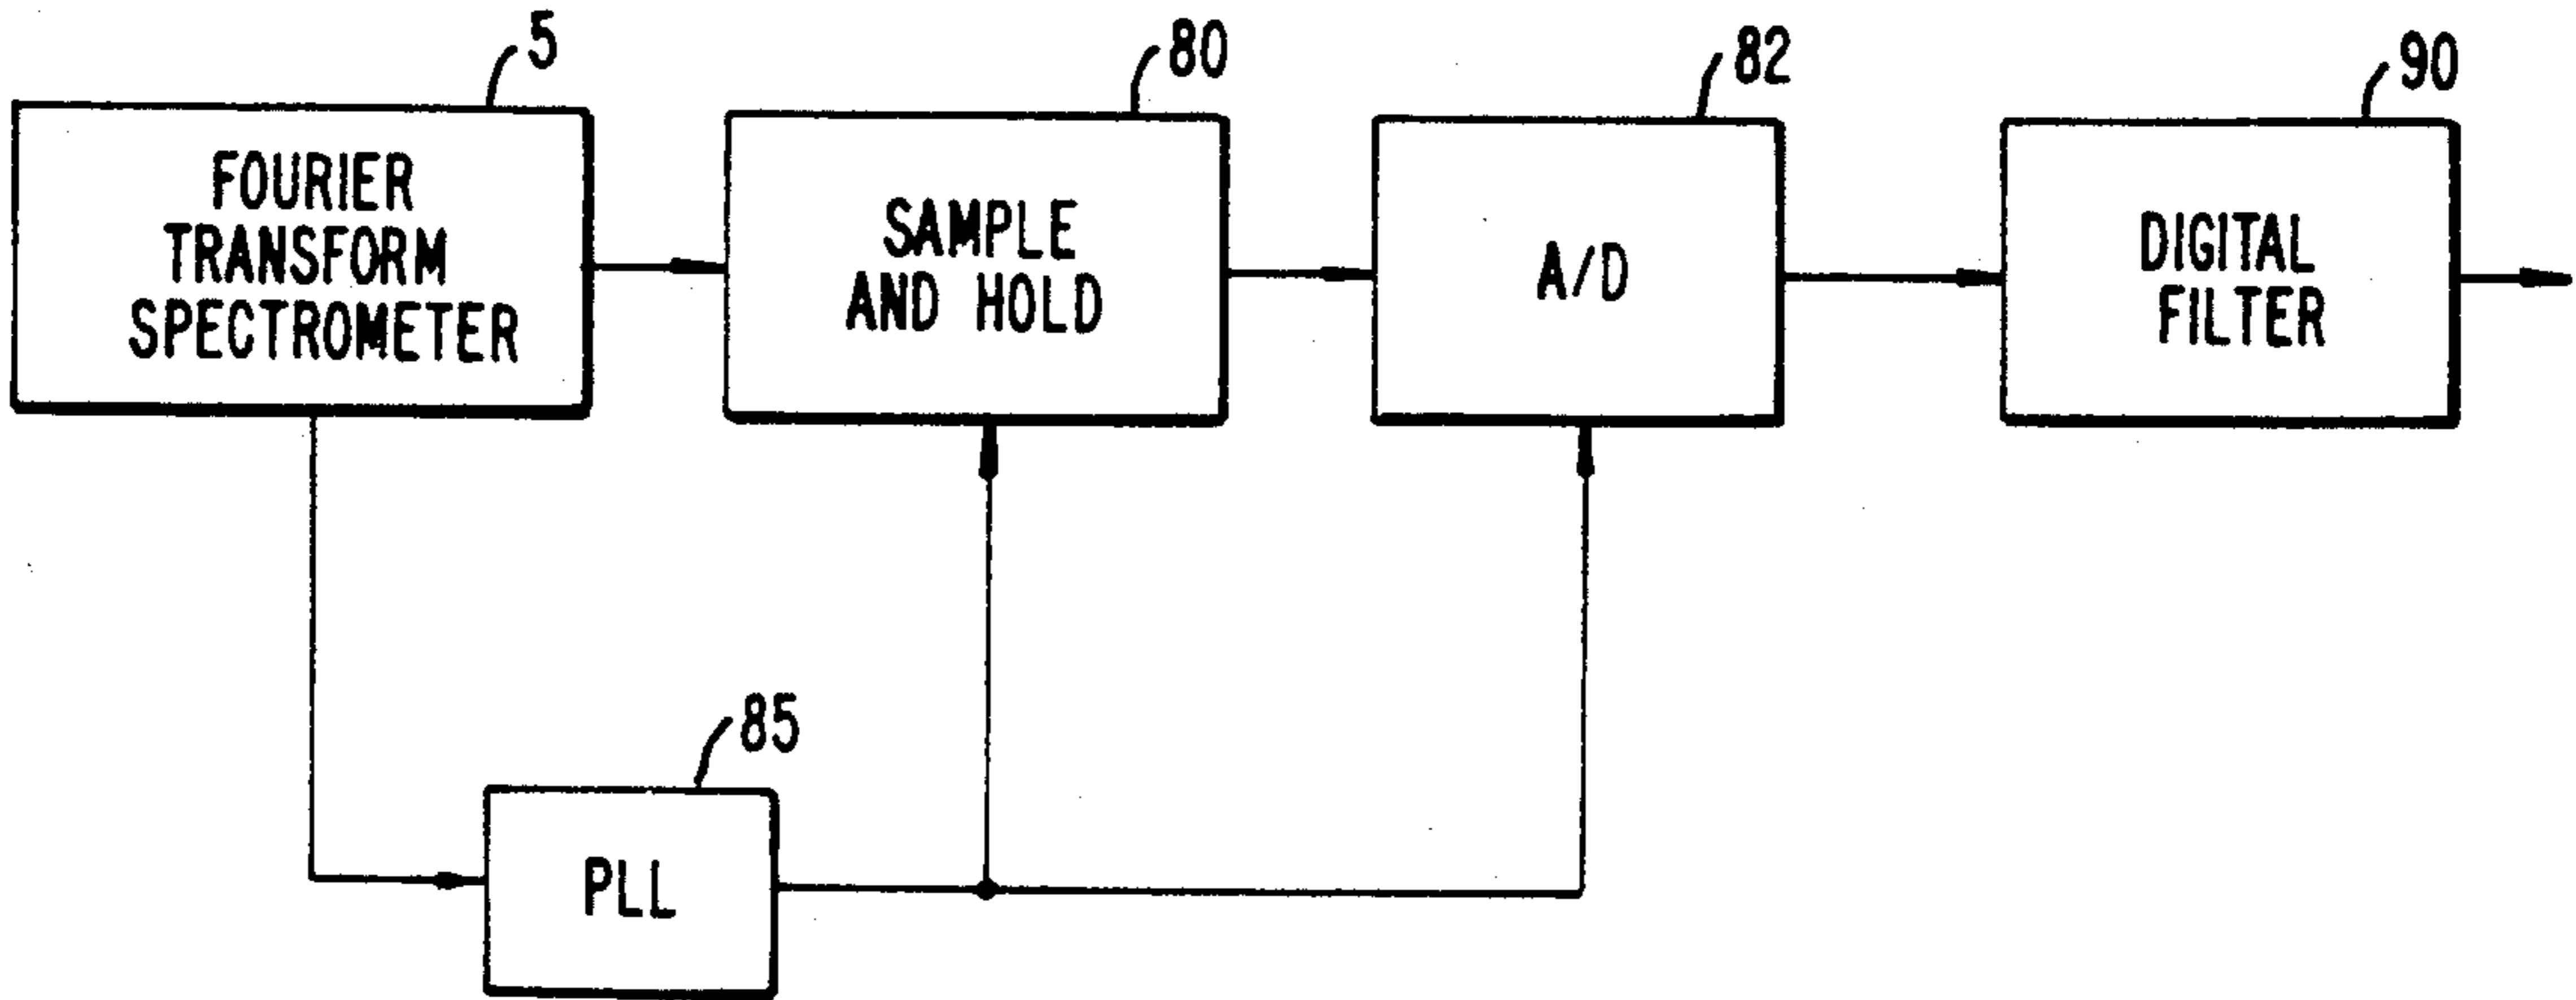 5
80
82
90
FOURIER
TRANSFORM
SPECTROMETER
SAMPLE
AND HOLD
A/D
DIGITAL
FILTER
85
PLL